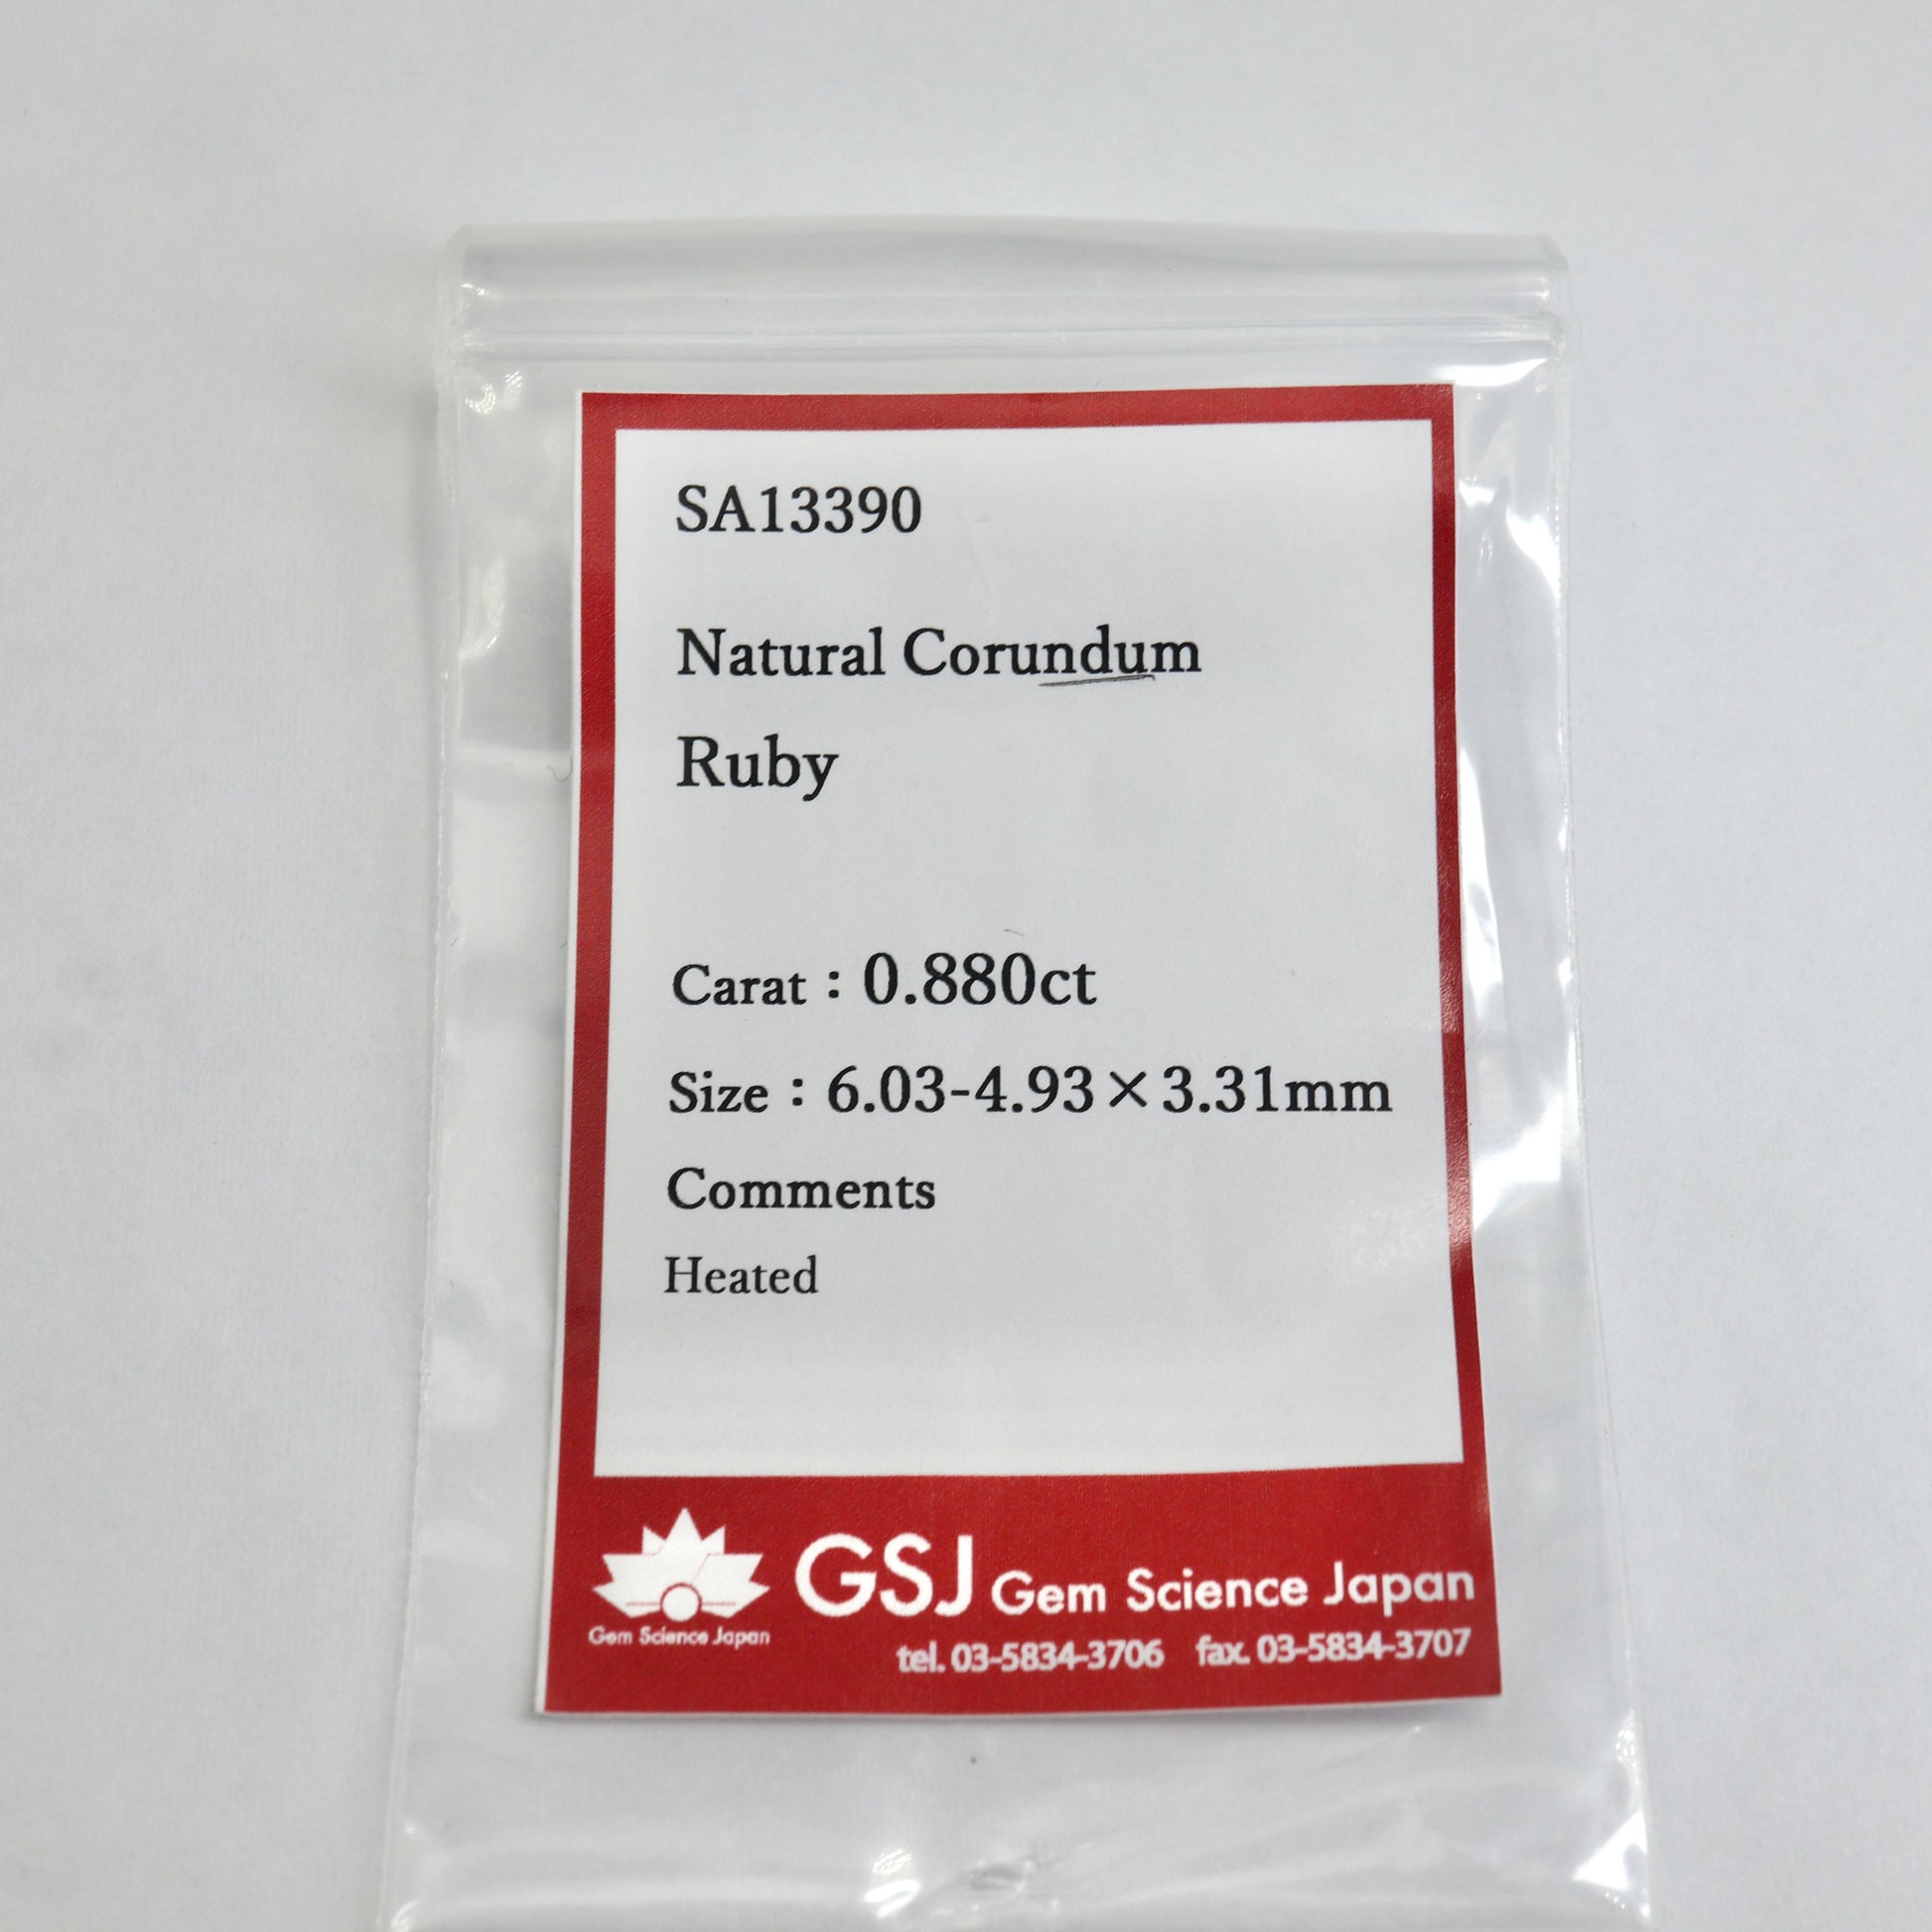 SA13390
Natural Corundum
Ruby
Carat：0.880ct
Size：6.03-4.93×3.31mm
Comments
Heated
Gem Science Japan
GSJ Gem Science Japan
tel. 03-5834-3706 fax. 03-5834-3707